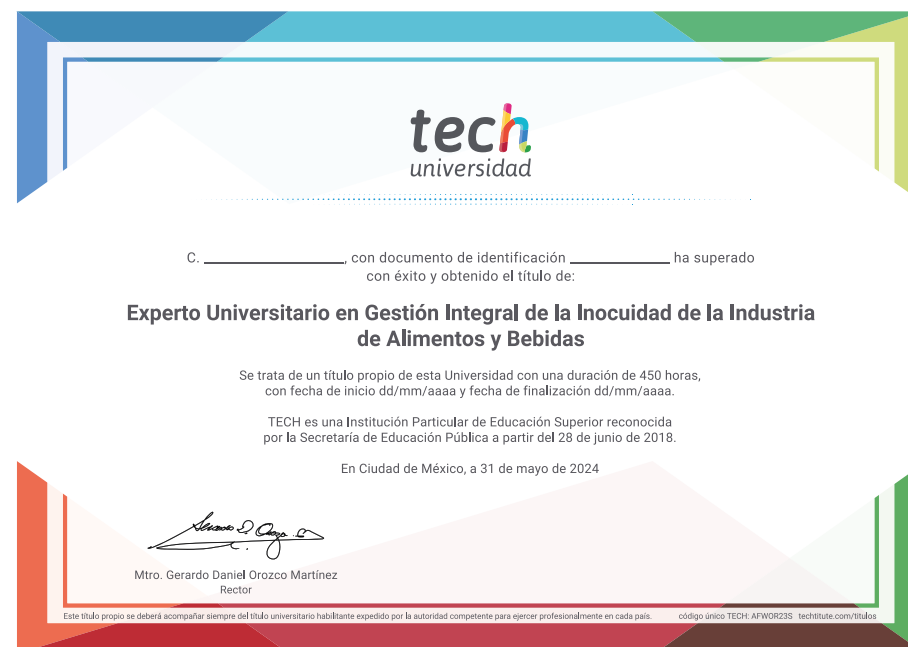 tech
universidad
C. ____________, con documento de identificación ____________ ha superado
con éxito y obtenido el título de:
Experto Universitario en Gestión Integral de la Inocuidad de la Industria
de Alimentos y Bebidas
Se trata de un título propio de esta Universidad con una duración de 450 horas,
con fecha de inicio dd/mm/aaaa y fecha de finalización dd/mm/aaaa.
TECH es una Institución Particular de Educación Superior reconocida
por la Secretaría de Educación Pública a partir del 28 de junio de 2018.
En Ciudad de México, a 31 de mayo de 2024
Mtro. Gerardo Daniel Orozco Martínez
Rector
Este título propio se deberá acompañar siempre del título universitario habilitante expedido por la autoridad competente para ejercer profesionalmente en cada país. código único TECH: AFWOR23S techtitute.com/titulos